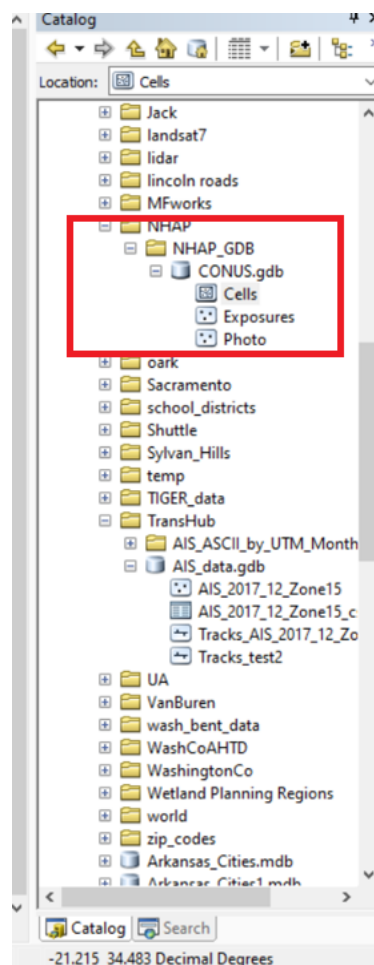 Catalog
Location: Cells
Jack
landsat7
lidar
lincoln roads
MFworks
NHAP
NHAP_GDB
CONUS.gdb
Cells
Exposures
Photo
oark
Sacramento
school_districts
Shuttle
Sylvan_Hills
temp
TIGER_data
TransHub
AIS_ASCII_by_UTM_Month
AIS_data.gdb
AIS_2017_12_Zone15
AIS_2017_12_Zone15_c
Tracks_AIS_2017_12_Zo
Tracks_test2
UA
VanBuren
wash_bent_data
WashCoAHTD
WashingtonCo
Wetland Planning Regions
world
zip_codes
Arkansas_Cities.mdb
Arkansas_Cities1.mdb
Catalog Search
-21.215 34.483 Decimal Degrees